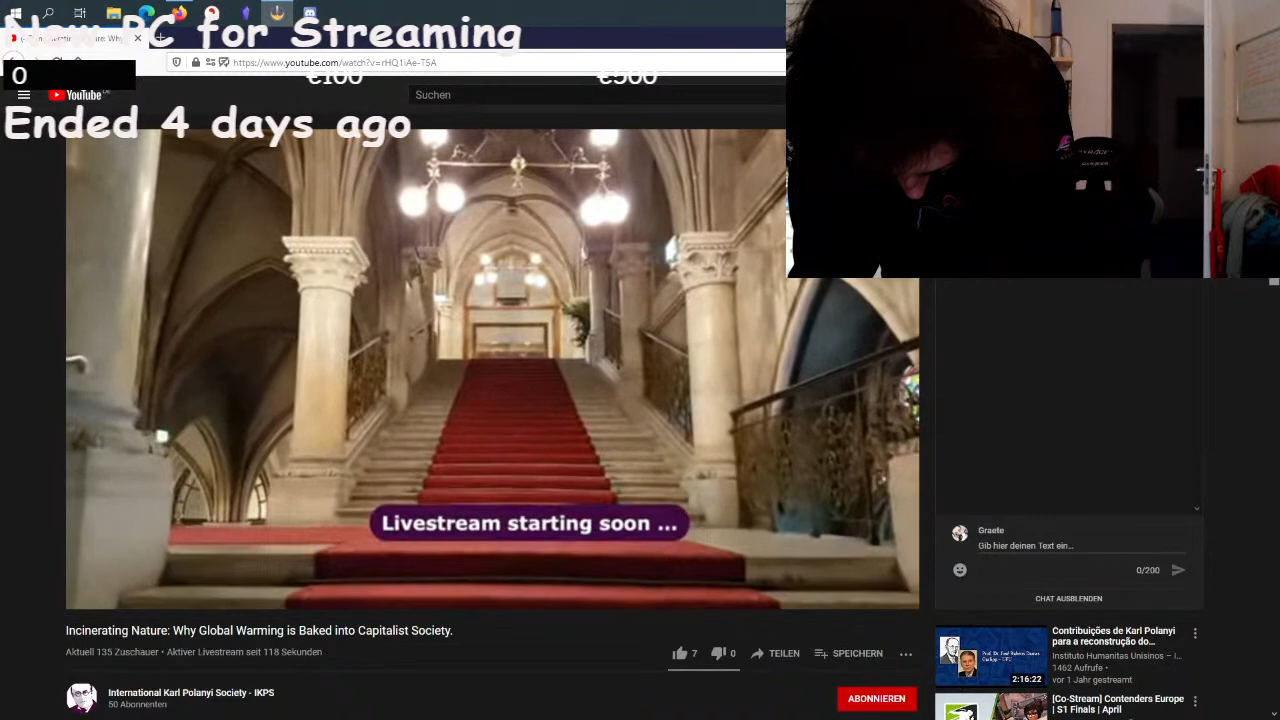 New PC for Streaming
0
€100
€500
Ended 4 days ago
https://www.youtube.com/watch?v=rHQ1iAe-T5A
YouTube DE
Suchen
Livestream starting soon ...
Incinerating Nature: Why Global Warming is Baked into Capitalist Society.
Aktuell 135 Zuschauer • Aktiver Livestream seit 118 Sekunden
7
0
TEILEN
SPEICHERN
International Karl Polanyi Society - IKPS
50 Abonnenten
ABONNIEREN
Graete
Gib hier deinen Text ein...
0/200
CHAT AUSBLENDEN
Contribuições de Karl Polanyi
para a reconstrução do...
Instituto Humanitas Unisinos – I...
1462 Aufrufe •
vor 1 Jahr gestreamt
2:16:22
[Co-Stream] Contenders Europe
| S1 Finals | April